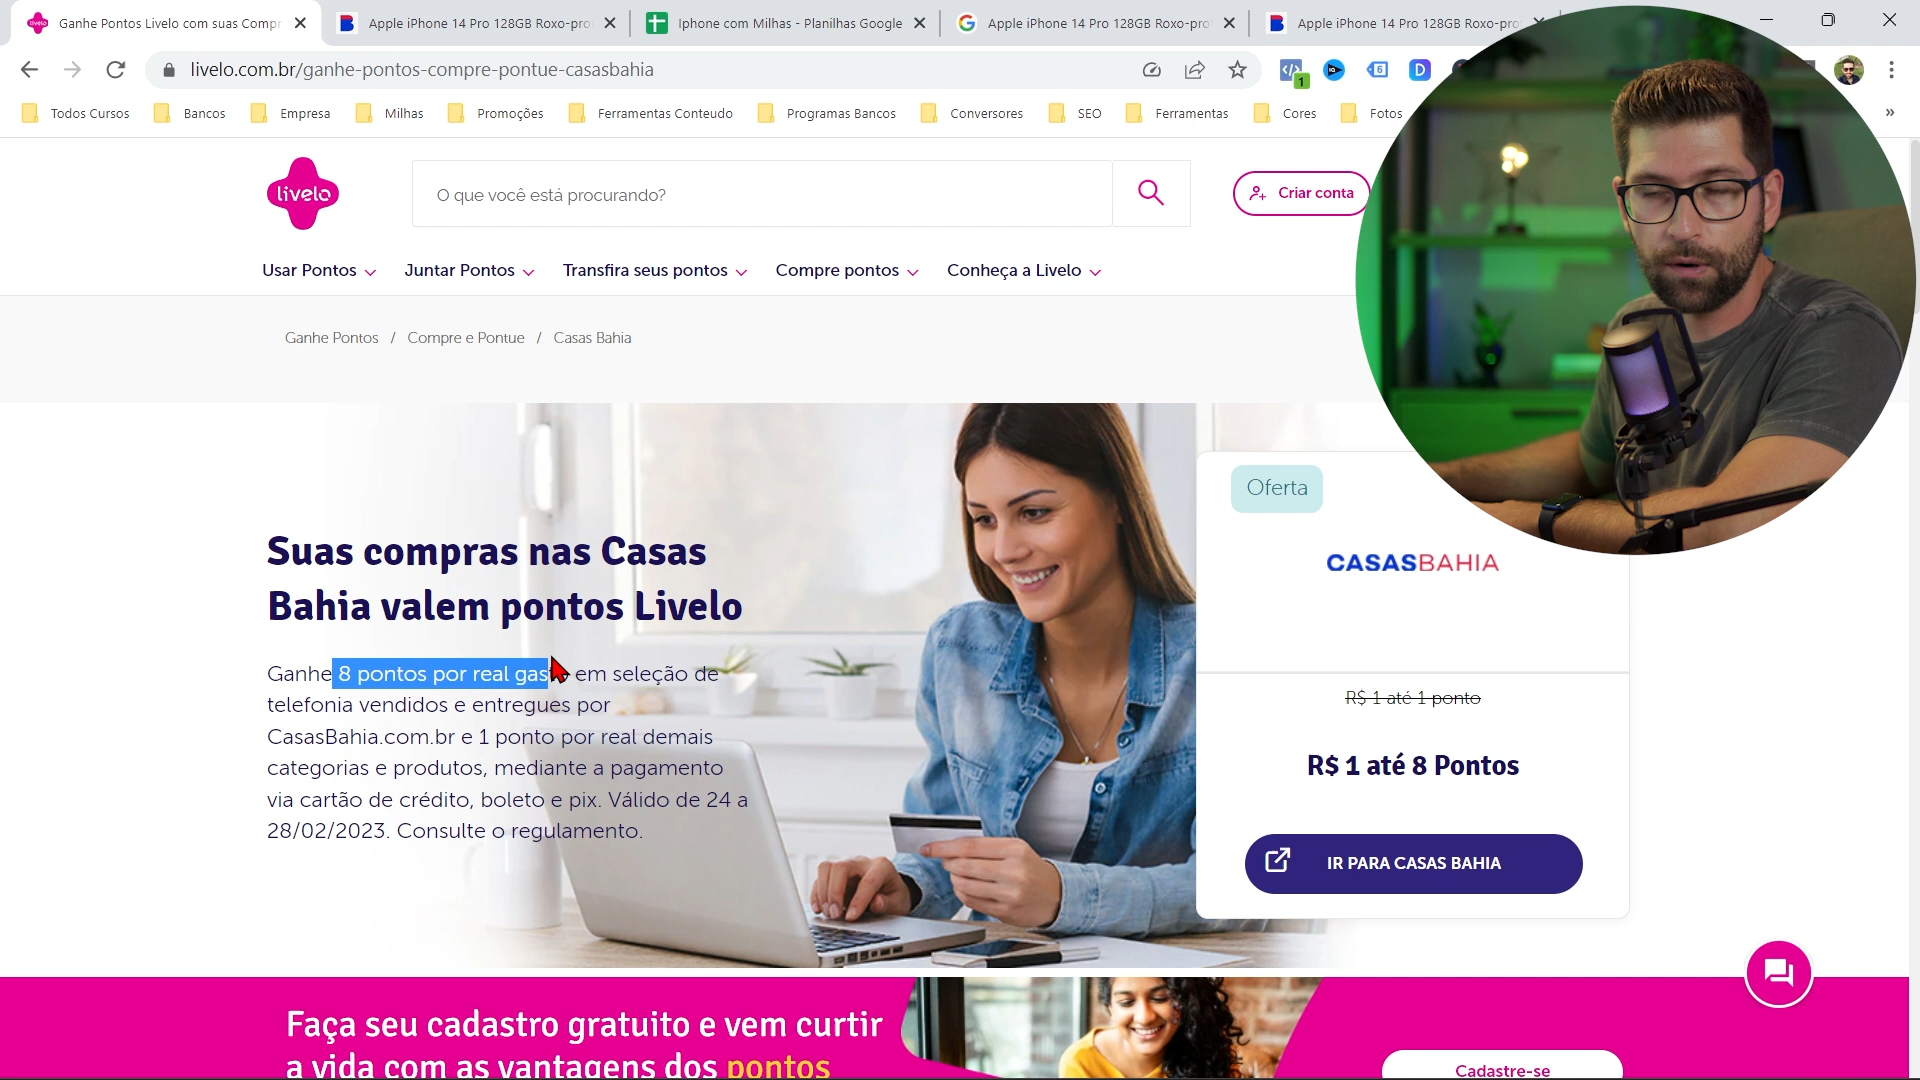 Ganhe Pontos Livelo com suas Compr
Apple iPhone 14 Pro 128GB Roxo-pro
Iphone com Milhas - Planilhas Google
Apple iPhone 14 Pro 128GB Roxo-pro
Apple iPhone 14 Pro 128GB Roxo-pro
livelo.com.br/ganhe-pontos-compre-pontue-casasbahia
1
6
D
Todos Cursos
Bancos
Empresa
Milhas
Promoções
Ferramentas Conteudo
Programas Bancos
Conversores
SEO
Ferramentas
Cores
Fotos
»
livelo
O que você está procurando?
Criar conta
Usar Pontos
Juntar Pontos
Transfira seus pontos
Compre pontos
Conheça a Livelo
Ganhe Pontos / Compre e Pontue / Casas Bahia
Suas compras nas Casas
Bahia valem pontos Livelo
Ganhe 8 pontos por real gasto em seleção de
telefonia vendidos e entregues por
CasasBahia.com.br e 1 ponto por real demais
categorias e produtos, mediante a pagamento
via cartão de crédito, boleto e pix. Válido de 24 a
28/02/2023. Consulte o regulamento.
Oferta
CASASBAHIA
R$ 1 até 1 ponto
R$ 1 até 8 Pontos
IR PARA CASAS BAHIA
Faça seu cadastro gratuito e vem curtir
a vida com as vantagens dos pontos
Cadastre-se